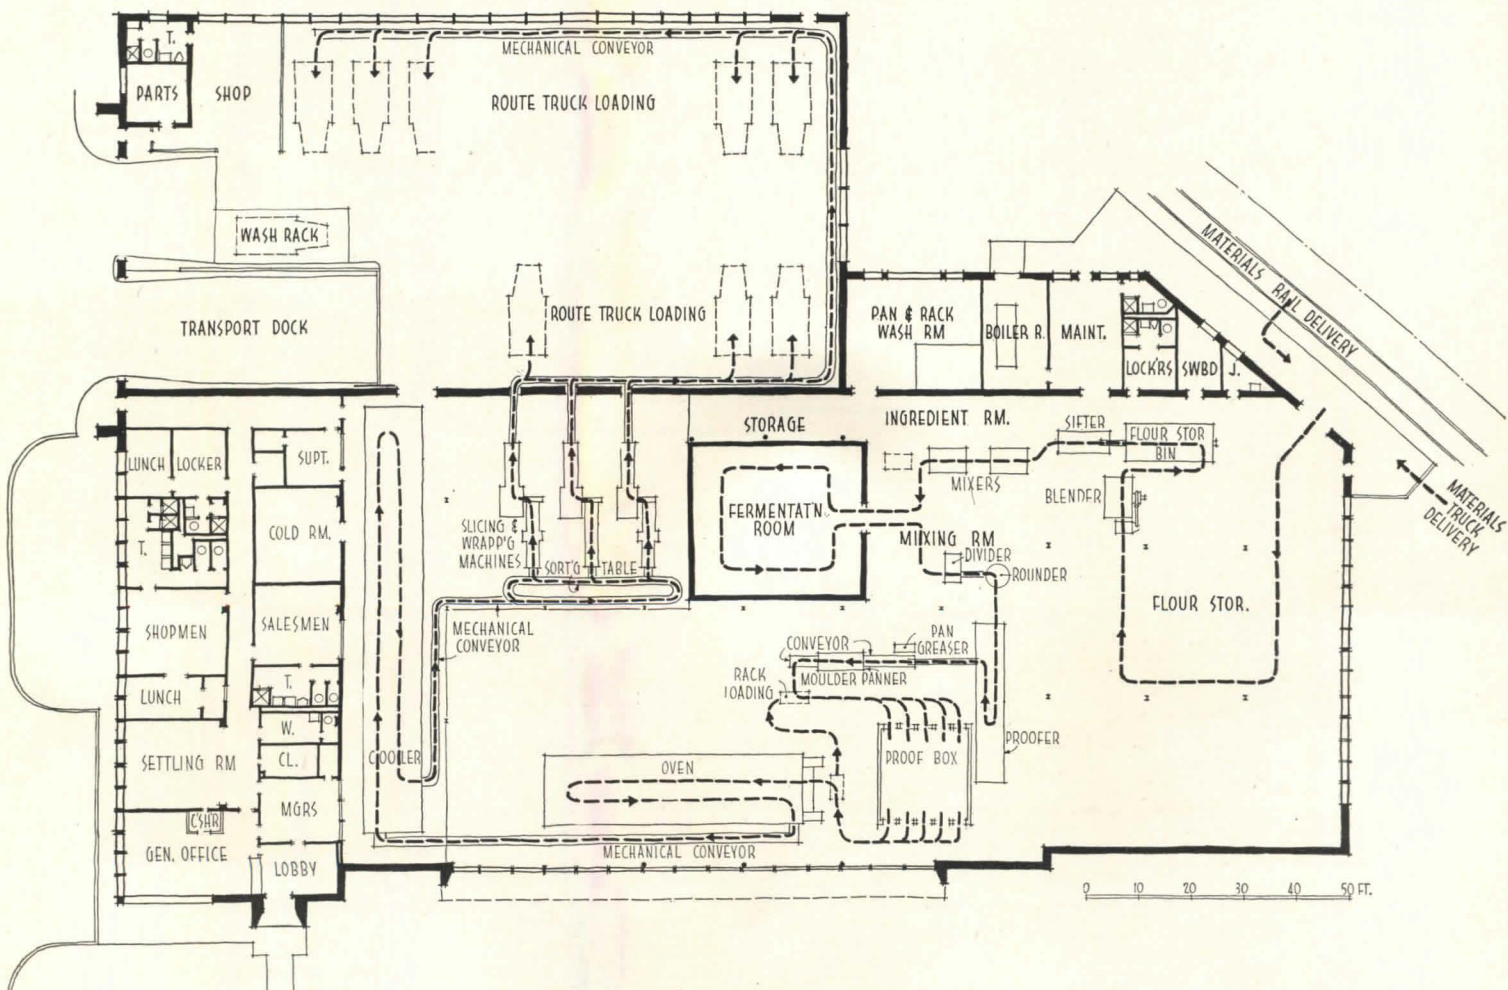 T.
MECHANICAL CONVEYOR
PARTS
SHOP
ROUTE TRUCK LOADING
WASH RACK
MATERIALS RAIL DELIVERY
TRANSPORT DOCK
ROUTE TRUCK LOADING
PAN & RACK
WASH RM
BOILER R.
MAINT.
LOCK'RS
SWBD
J.
STORAGE
INGREDIENT RM.
SIFTER
FLOUR STOR
BIN
LUNCH
LOCKER
SUPT.
MIXERS
BLENDER
MATERIALS
TRUCK
DELIVERY
FERMENTAT'N
ROOM
SLICING &
WRAPP'G
MACHINES
COLD RM.
T.
MIXING RM
DIVIDER
SORT'G TABLE
ROUNDER
FLOUR STOR.
SHOPMEN
SALESMEN
MECHANICAL
CONVEYOR
CONVEYOR
PAN
GREASER
RACK
LOADING
MOULDER PANNER
LUNCH
T.
W.
PROOFER
SETTLING RM
CL.
COOLER
OVEN
PROOF BOX
MGRS
C'SHR
GEN. OFFICE
LOBBY
MECHANICAL CONVEYOR
0 10 20 30 40 50 FT.